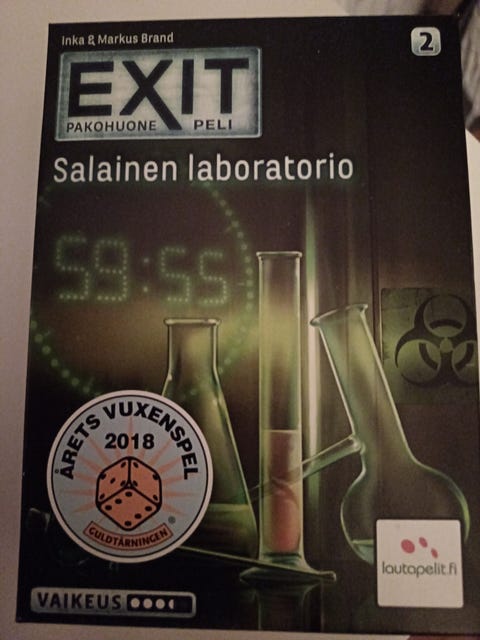 Inka & Markus Brand
2
EXIT
PAKOHUONE PELI
Salainen laboratorio
59:55
ÅRETS VUXENSPEL
2018
GULDTÄRNINGEN
®
lautapelit.fi
VAIKEUS